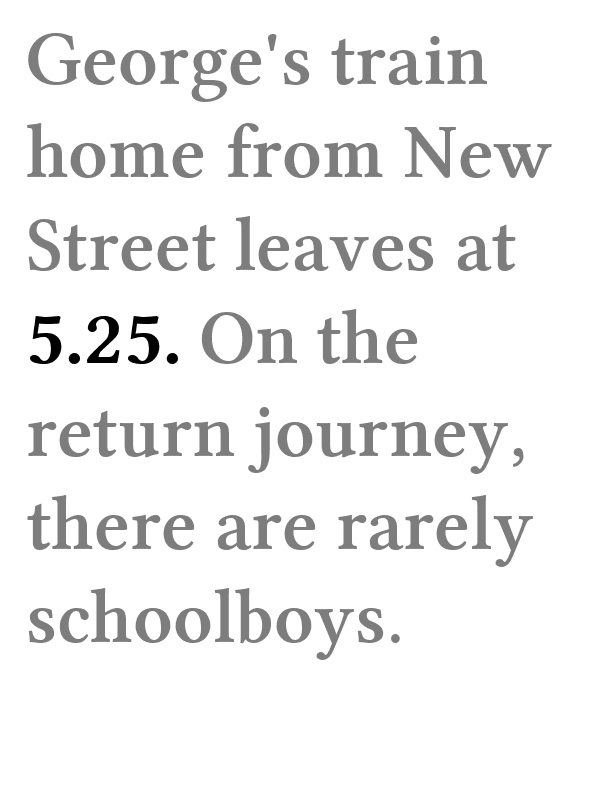 George's train
home from New
Street leaves at
5.25. On the
return journey,
there are rarely
schoolboys.